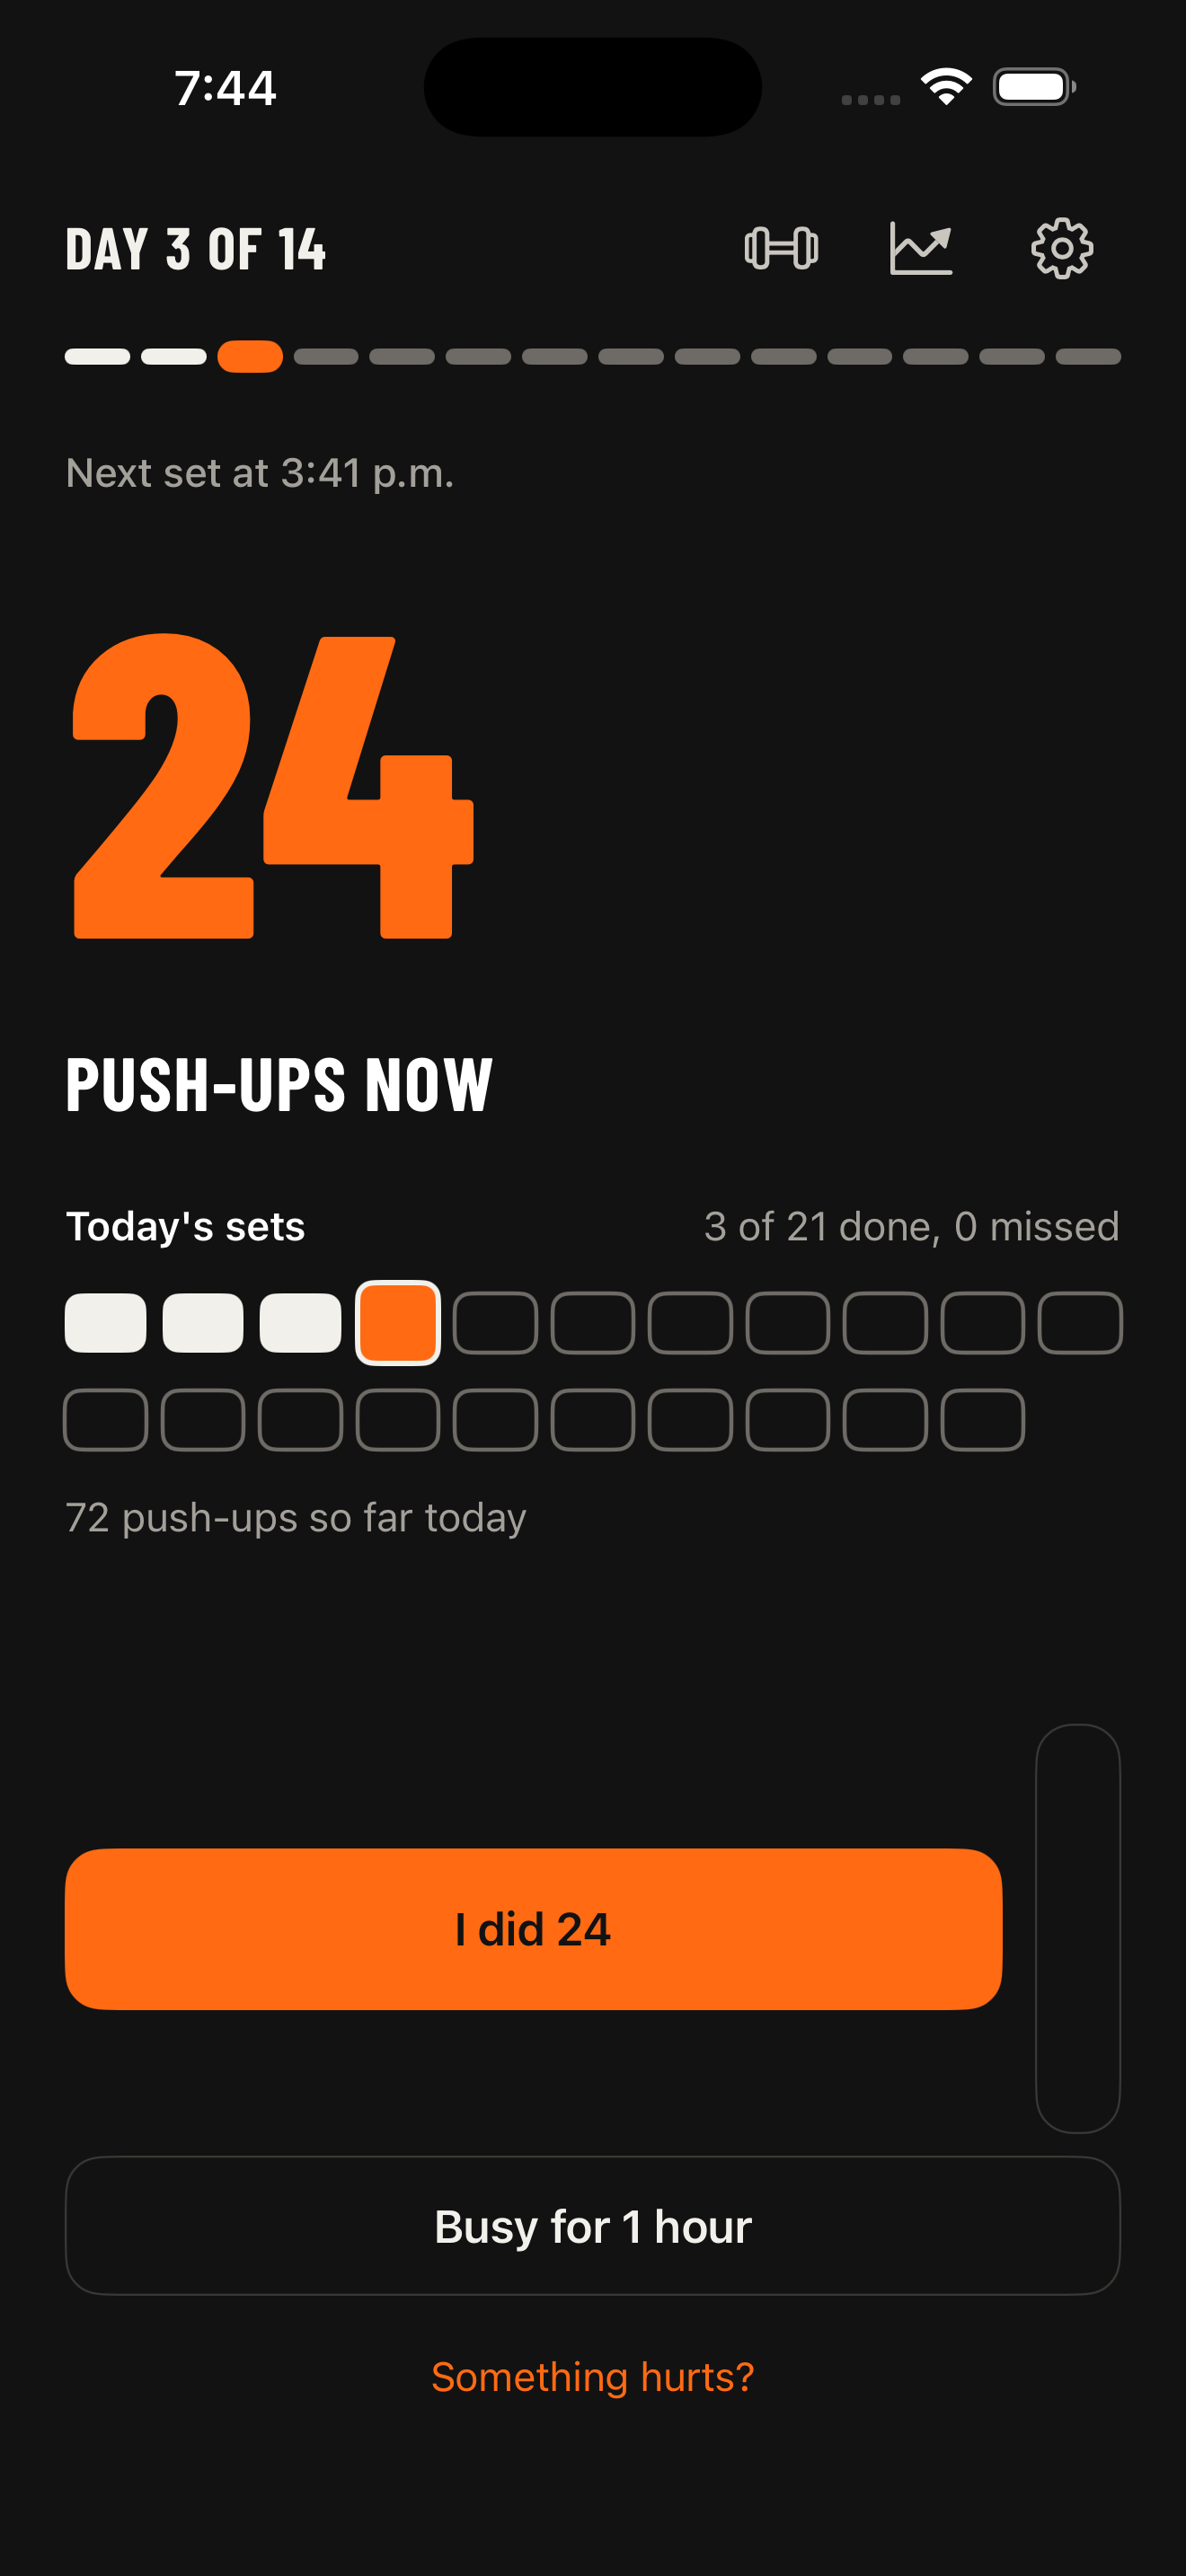 7:44
DAY 3 OF 14
Next set at 3:41 p.m.
24
PUSH-UPS NOW
Today's sets
3 of 21 done, 0 missed
72 push-ups so far today
I did 24
Busy for 1 hour
Something hurts?